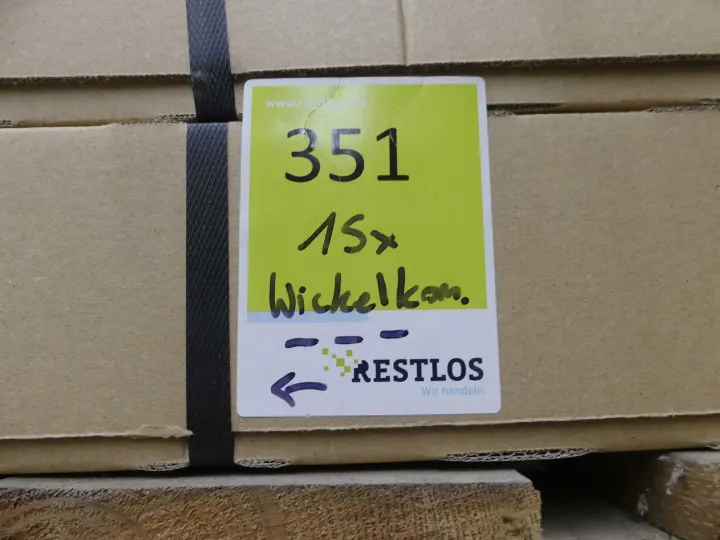 351
15x
Wickelkom.
RESTLOS
Wir handeln.